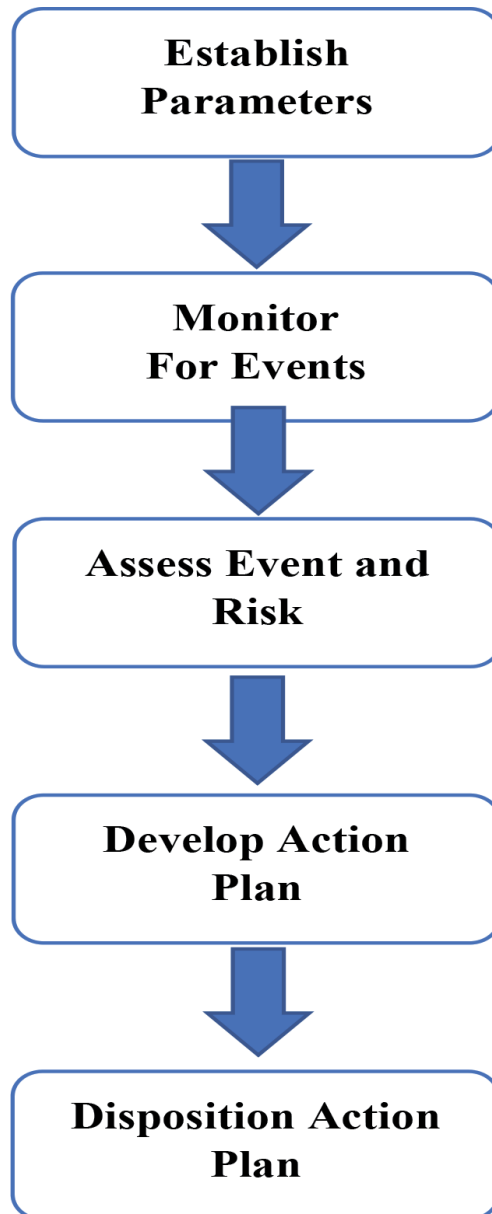 Establish
Parameters
Monitor
For Events
Assess Event and
Risk
Develop Action
Plan
Disposition Action
Plan